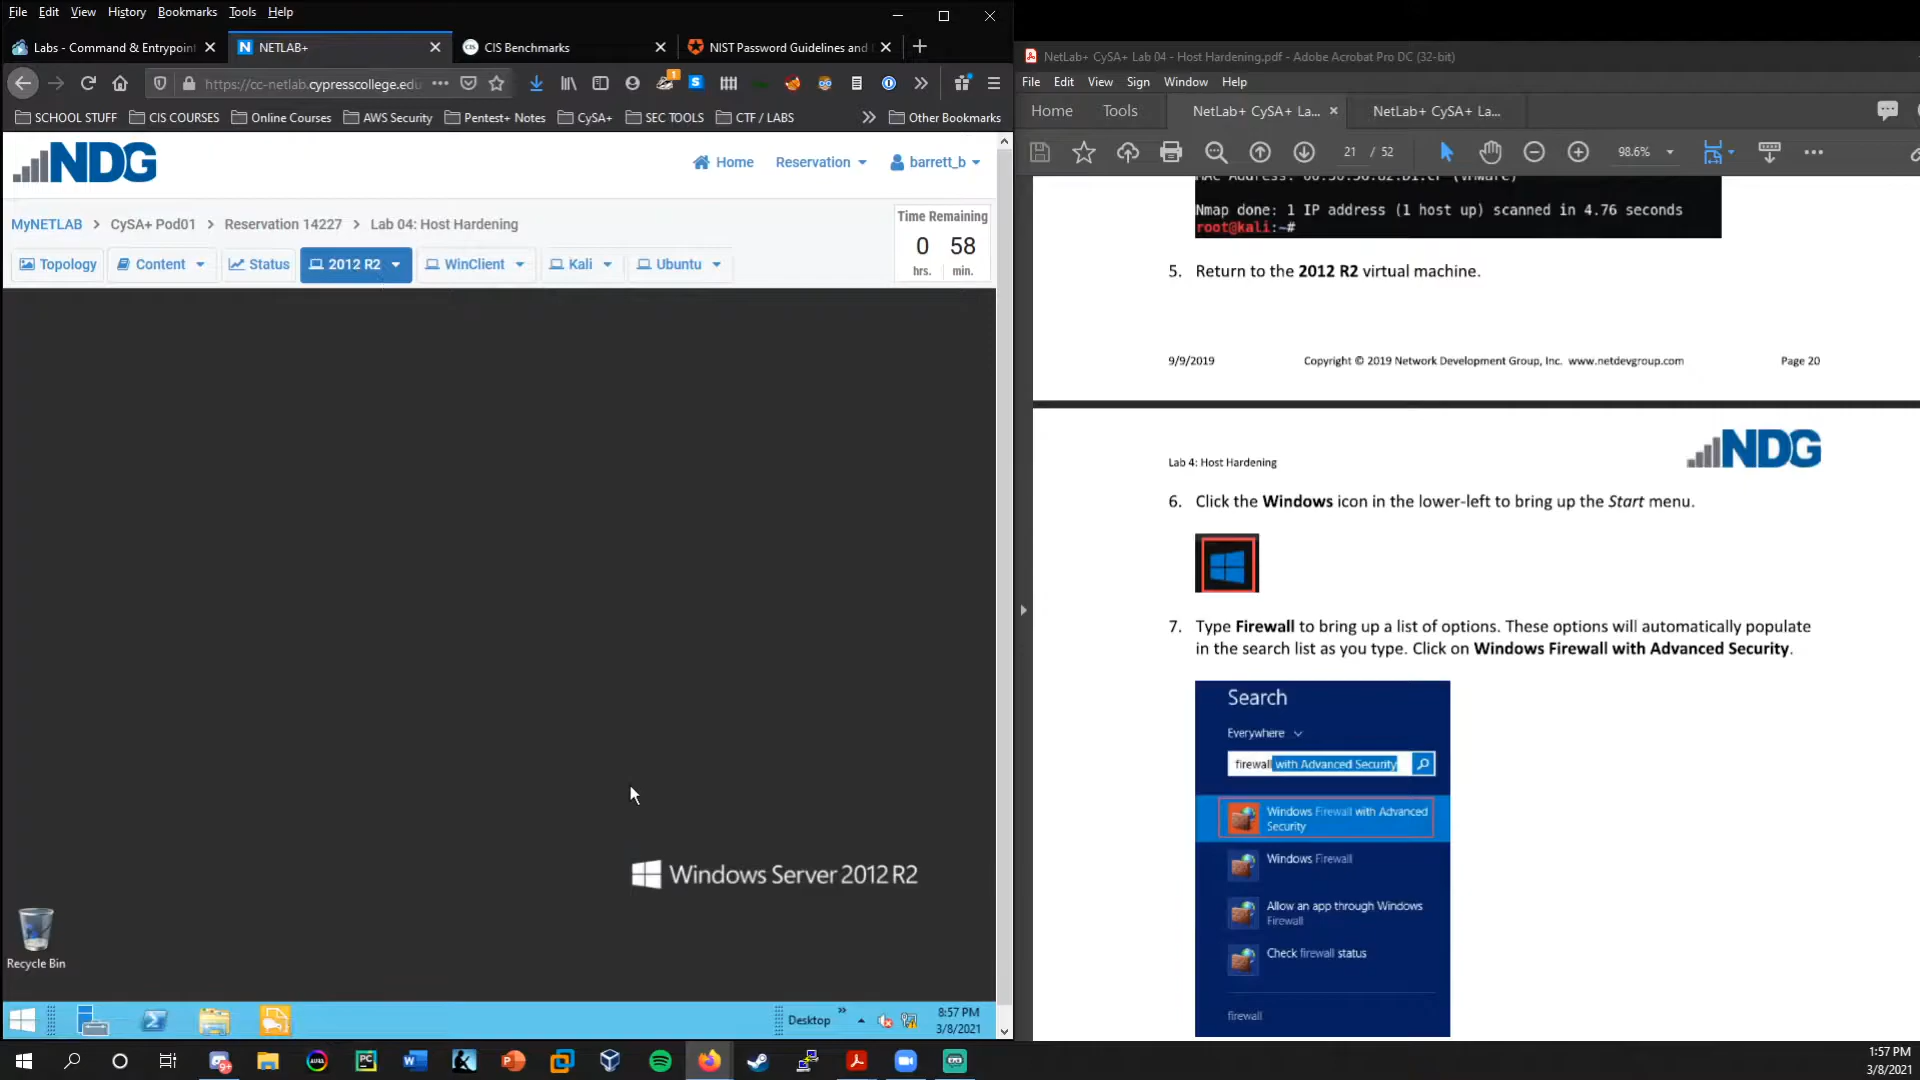 File Edit View History Bookmarks Tools Help
Labs - Command & Entrypoint
NETLAB+
CIS Benchmarks
NIST Password Guidelines and
https://cc-netlab.cypresscollege.edu
SCHOOL STUFF
CIS COURSES
Online Courses
AWS Security
Pentest+ Notes
CySA+
SEC TOOLS
CTF / LABS
Other Bookmarks
NDG
Home
Reservation
barrett_b
MyNETLAB > CySA+ Pod01 > Reservation 14227 > Lab 04: Host Hardening
Time Remaining
0 58
hrs. min.
Topology
Content
Status
2012 R2
WinClient
Kali
Ubuntu
Windows Server 2012 R2
Recycle Bin
Desktop
8:57 PM
3/8/2021
NetLab+ CySA+ Lab 04 - Host Hardening.pdf - Adobe Acrobat Pro DC (32-bit)
File Edit View Sign Window Help
Home Tools
NetLab+ CySA+ La...
NetLab+ CySA+ La...
21 / 52
98.6%
Nmap done: 1 IP address (1 host up) scanned in 4.76 seconds
root@kali:~#
5. Return to the 2012 R2 virtual machine.
9/9/2019 Copyright © 2019 Network Development Group, Inc. www.netdevgroup.com Page 20
NDG
Lab 4: Host Hardening
6. Click the Windows icon in the lower-left to bring up the Start menu.
7. Type Firewall to bring up a list of options. These options will automatically populate
in the search list as you type. Click on Windows Firewall with Advanced Security.
Search
Everywhere
firewall with Advanced Security
Windows Firewall with Advanced
Security
Windows Firewall
Allow an app through Windows
Firewall
Check firewall status
firewall
1:57 PM
3/8/2021